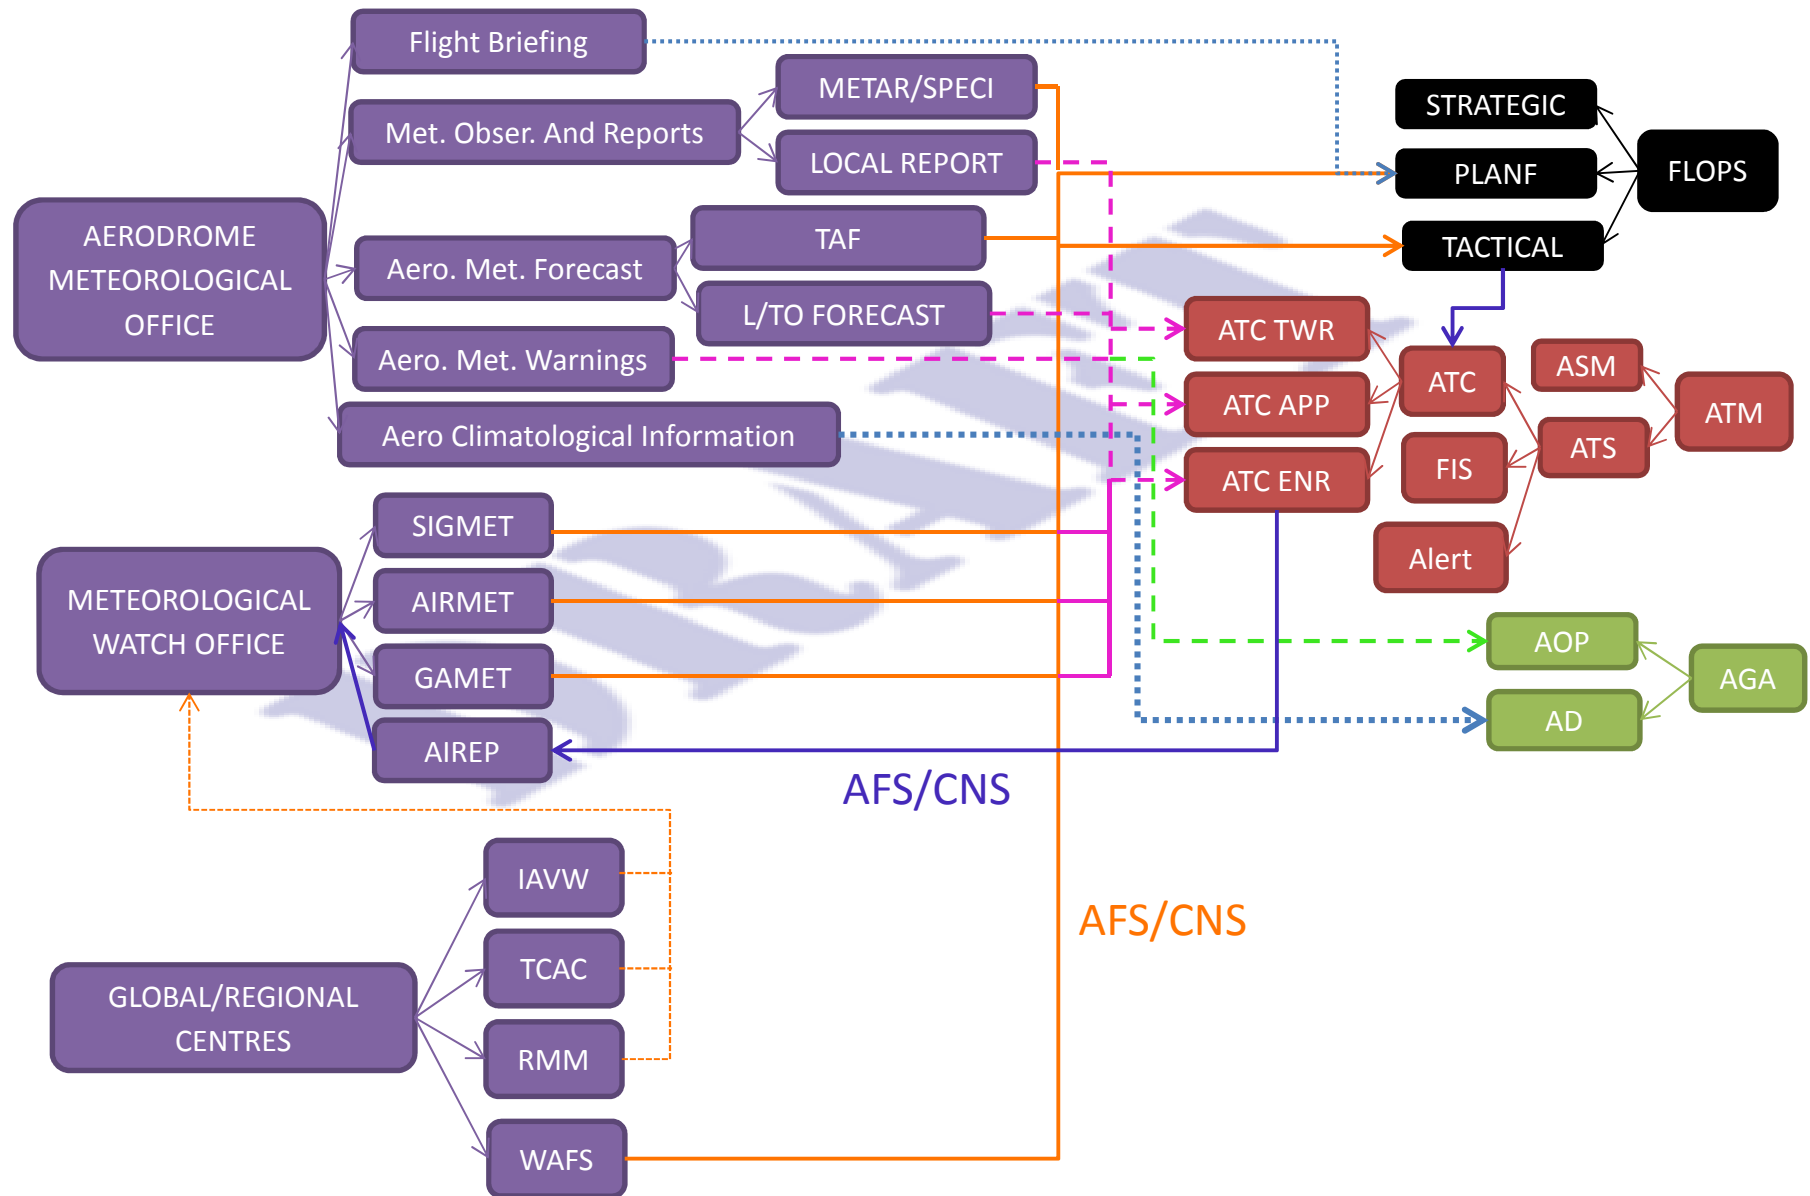 Flight Briefing
METAR/SPECI
Met. Obser. And Reports
LOCAL REPORT
AERODROME
METEOROLOGICAL
OFFICE
TAF
Aero. Met. Forecast
L/TO FORECAST
Aero. Met. Warnings
Aero Climatological Information
STRATEGIC
PLANF
TACTICAL
FLOPS
ATC TWR
ATC APP
ATC ENR
ATC
FIS
Alert
ASM
ATS
ATM
SIGMET
AIRMET
GAMET
AIREP
METEOROLOGICAL
WATCH OFFICE
AOP
AD
AGA
AFS/CNS
AFS/CNS
IAVW
TCAC
RMM
WAFS
GLOBAL/REGIONAL
CENTRES